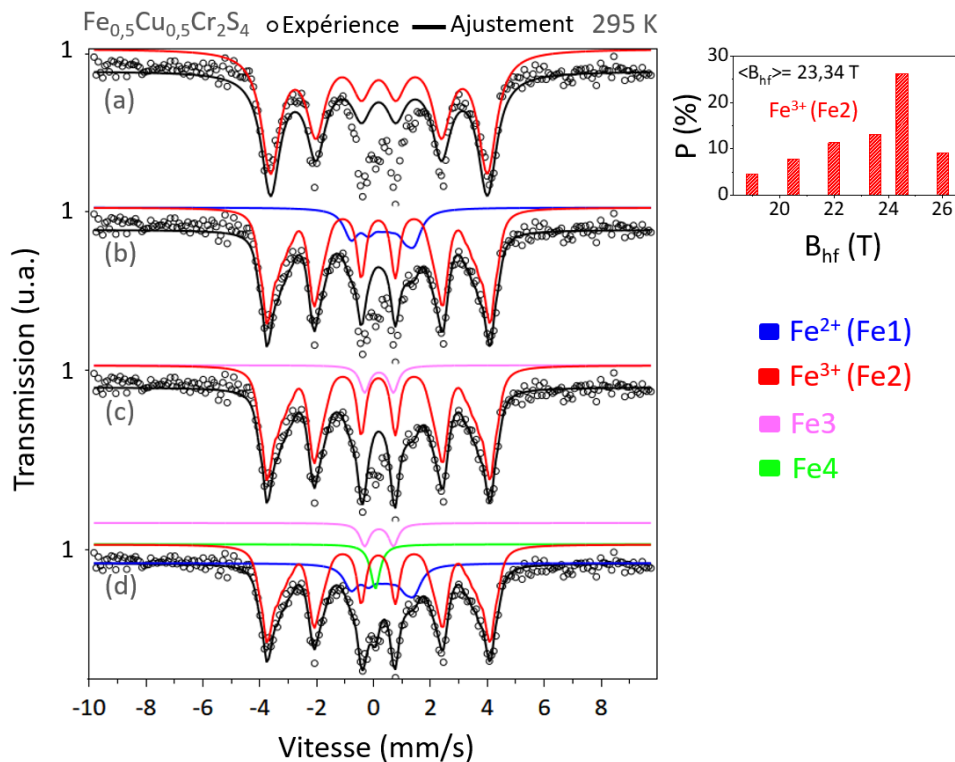 Fe0,5Cu0,5Cr2S4 Expérience Ajustement 295 K
1
(a)
1
(b)
1
(c)
1
(d)
Transmission (u.a.)
-10 -8 -6 -4 -2 0 2 4 6 8
Vitesse (mm/s)
30
20
10
0
P (%)
<Bhf>= 23,34 T
Fe3+ (Fe2)
20 22 24 26
Bhf (T)
Fe2+ (Fe1)
Fe3+ (Fe2)
Fe3
Fe4